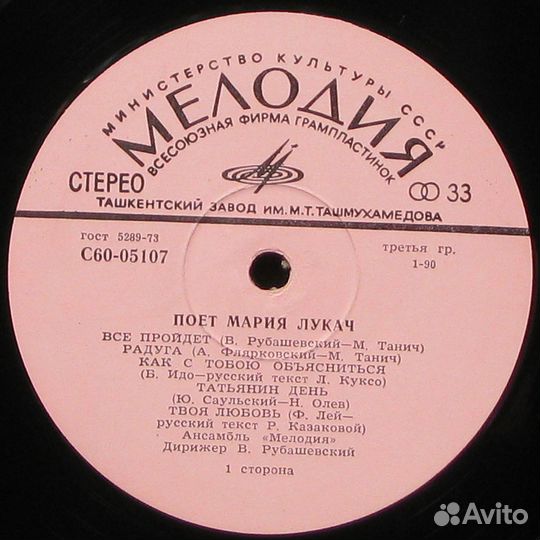 МИНИСТЕРСТВО КУЛЬТУРЫ СССР
МЕЛОДИЯ
ВСЕСОЮЗНАЯ ФИРМА ГРАМПЛАСТИНОК
СТЕРЕО
33
ТАШКЕНТСКИЙ ЗАВОД ИМ. М.Т. ТАШМУХАМЕДОВА
гост 5289-73
третья гр.
С60-05107
1-90
ПОЕТ МАРИЯ ЛУКАЧ
ВСЕ ПРОЙДЕТ (В. Рубашевский—М. Танич)
РАДУГА (А. Флярковский—М. Танич)
КАК С ТОБОЮ ОБЪЯСНИТЬСЯ
(В. Идо—русский текст Л. Куксо)
ТАТЬЯНИН ДЕНЬ
(Ю. Саульский—Н. Олев)
ТВОЯ ЛЮБОВЬ (Ф. Лей—
русский текст Р. Казаковой)
Ансамбль «Мелодия»
Дирижер В. Рубашевский
1 сторона
Avito